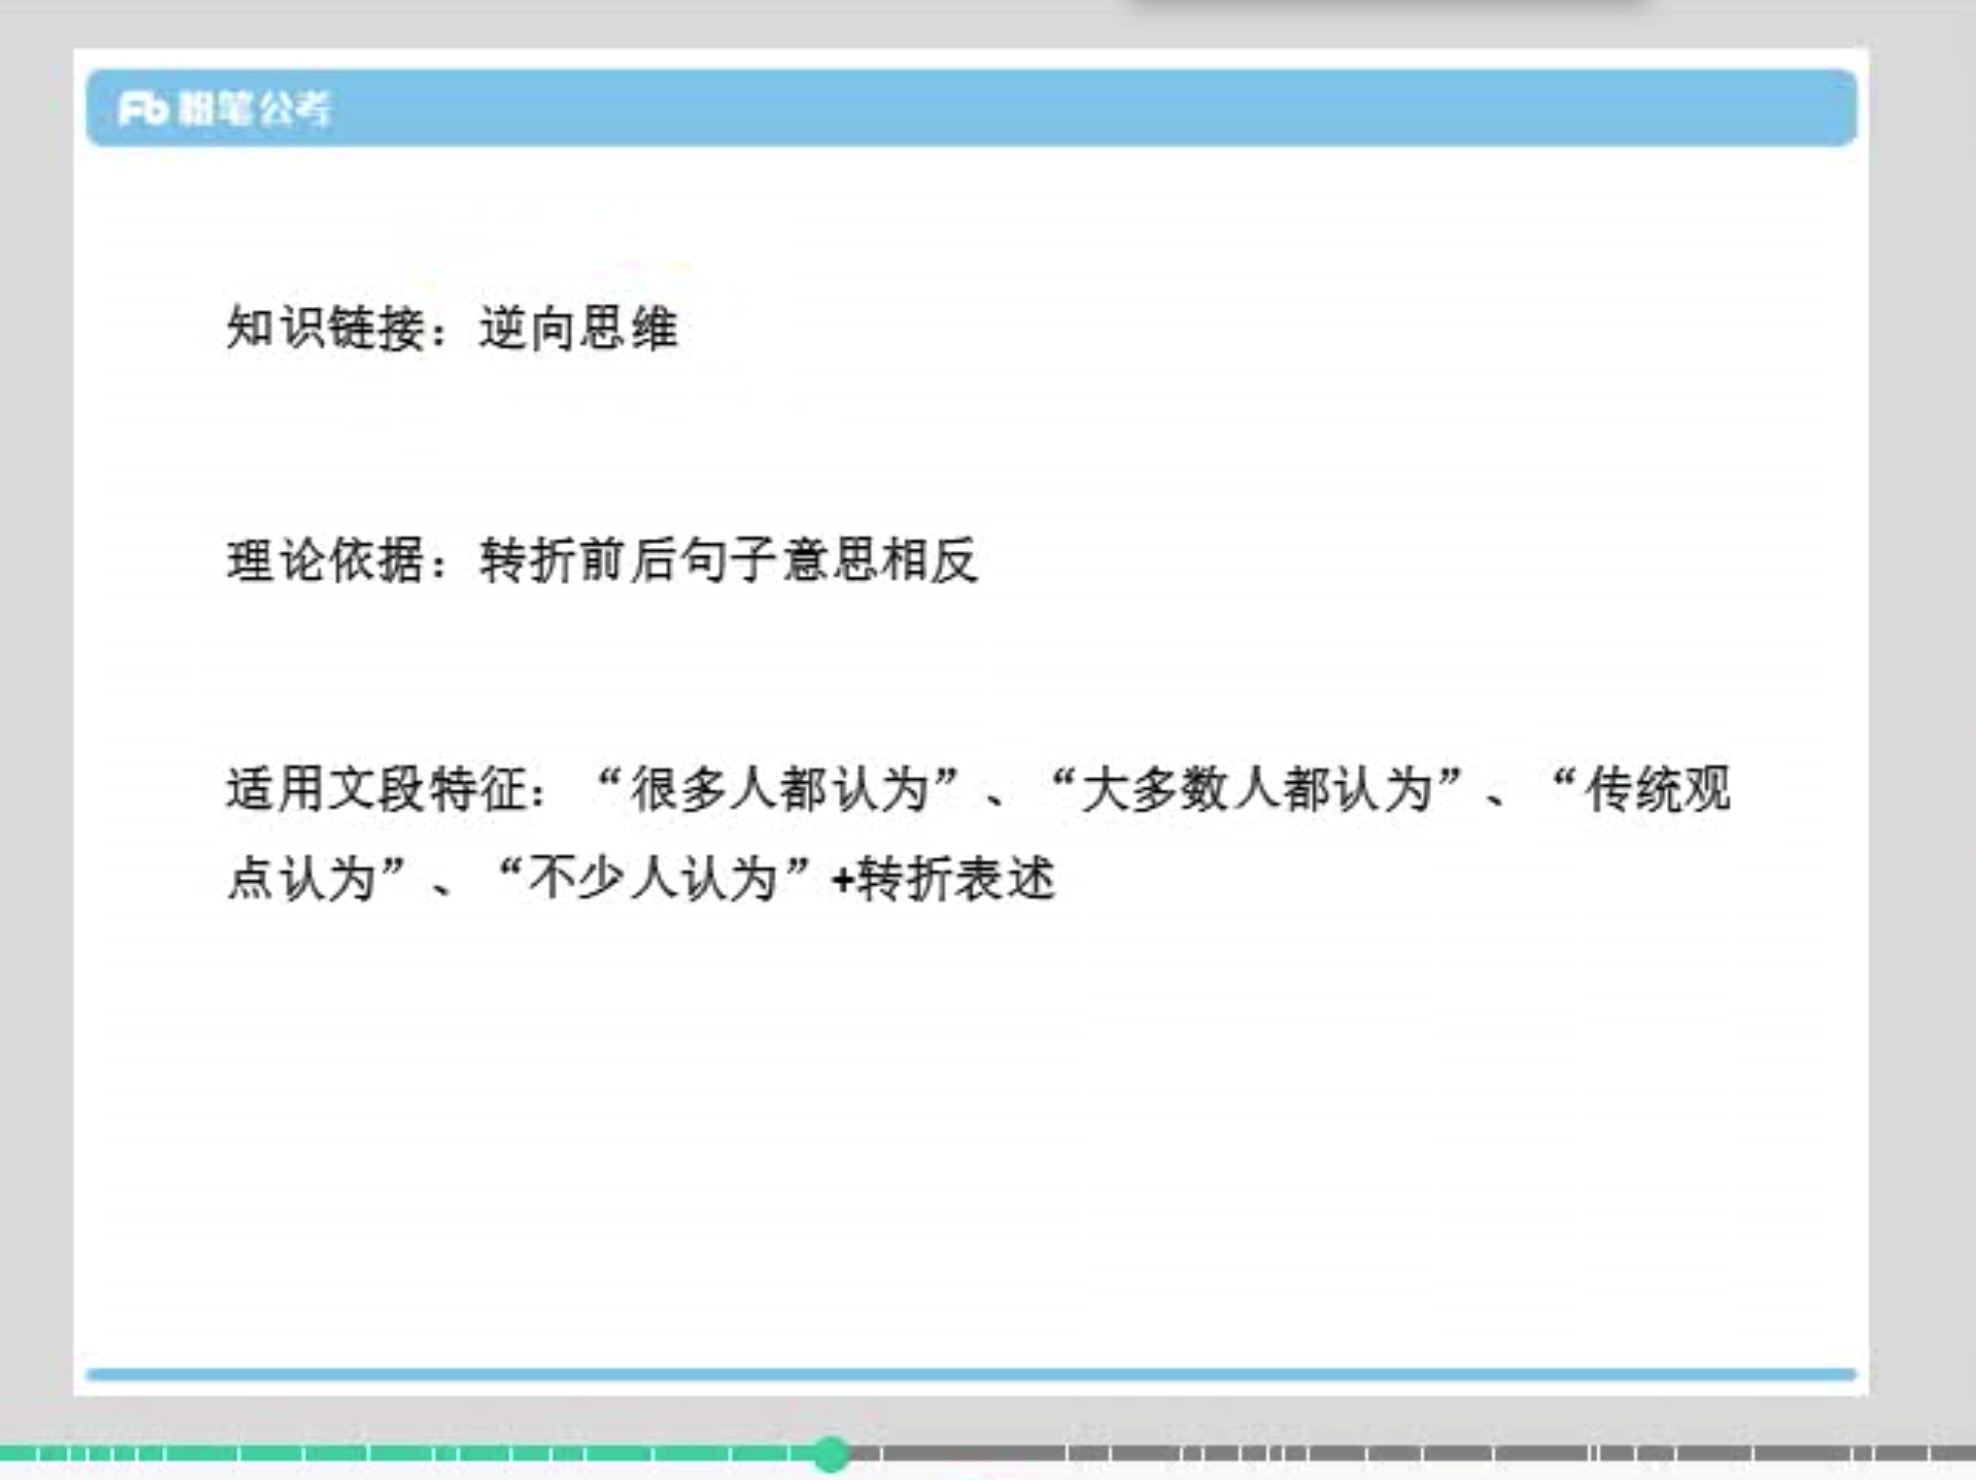 Fb 粉笔公考
知识链接：逆向思维
理论依据：转折前后句子意思相反
适用文段特征：“很多人都认为”、“大多数人都认为”、“传统观
点认为”、“不少人认为”+转折表述